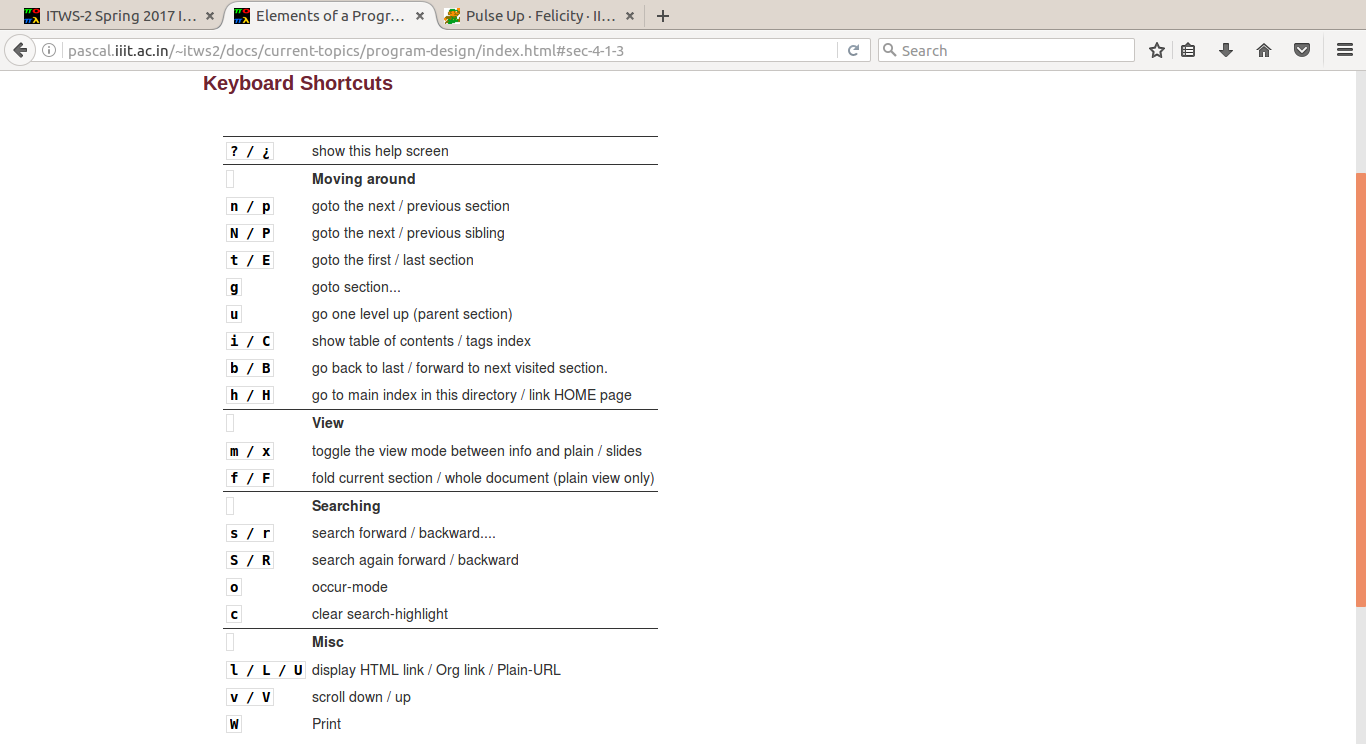 ITWS-2 Spring 2017 I... × Elements of a Progr... × Pulse Up · Felicity · II... × +
pascal.iiit.ac.in/~itws2/docs/current-topics/program-design/index.html#sec-4-1-3 Search
Keyboard Shortcuts
? / ¿ show this help screen
Moving around
n / p goto the next / previous section
N / P goto the next / previous sibling
t / E goto the first / last section
g goto section...
u go one level up (parent section)
i / C show table of contents / tags index
b / B go back to last / forward to next visited section.
h / H go to main index in this directory / link HOME page
View
m / x toggle the view mode between info and plain / slides
f / F fold current section / whole document (plain view only)
Searching
s / r search forward / backward....
S / R search again forward / backward
o occur-mode
c clear search-highlight
Misc
l / L / U display HTML link / Org link / Plain-URL
v / V scroll down / up
W Print